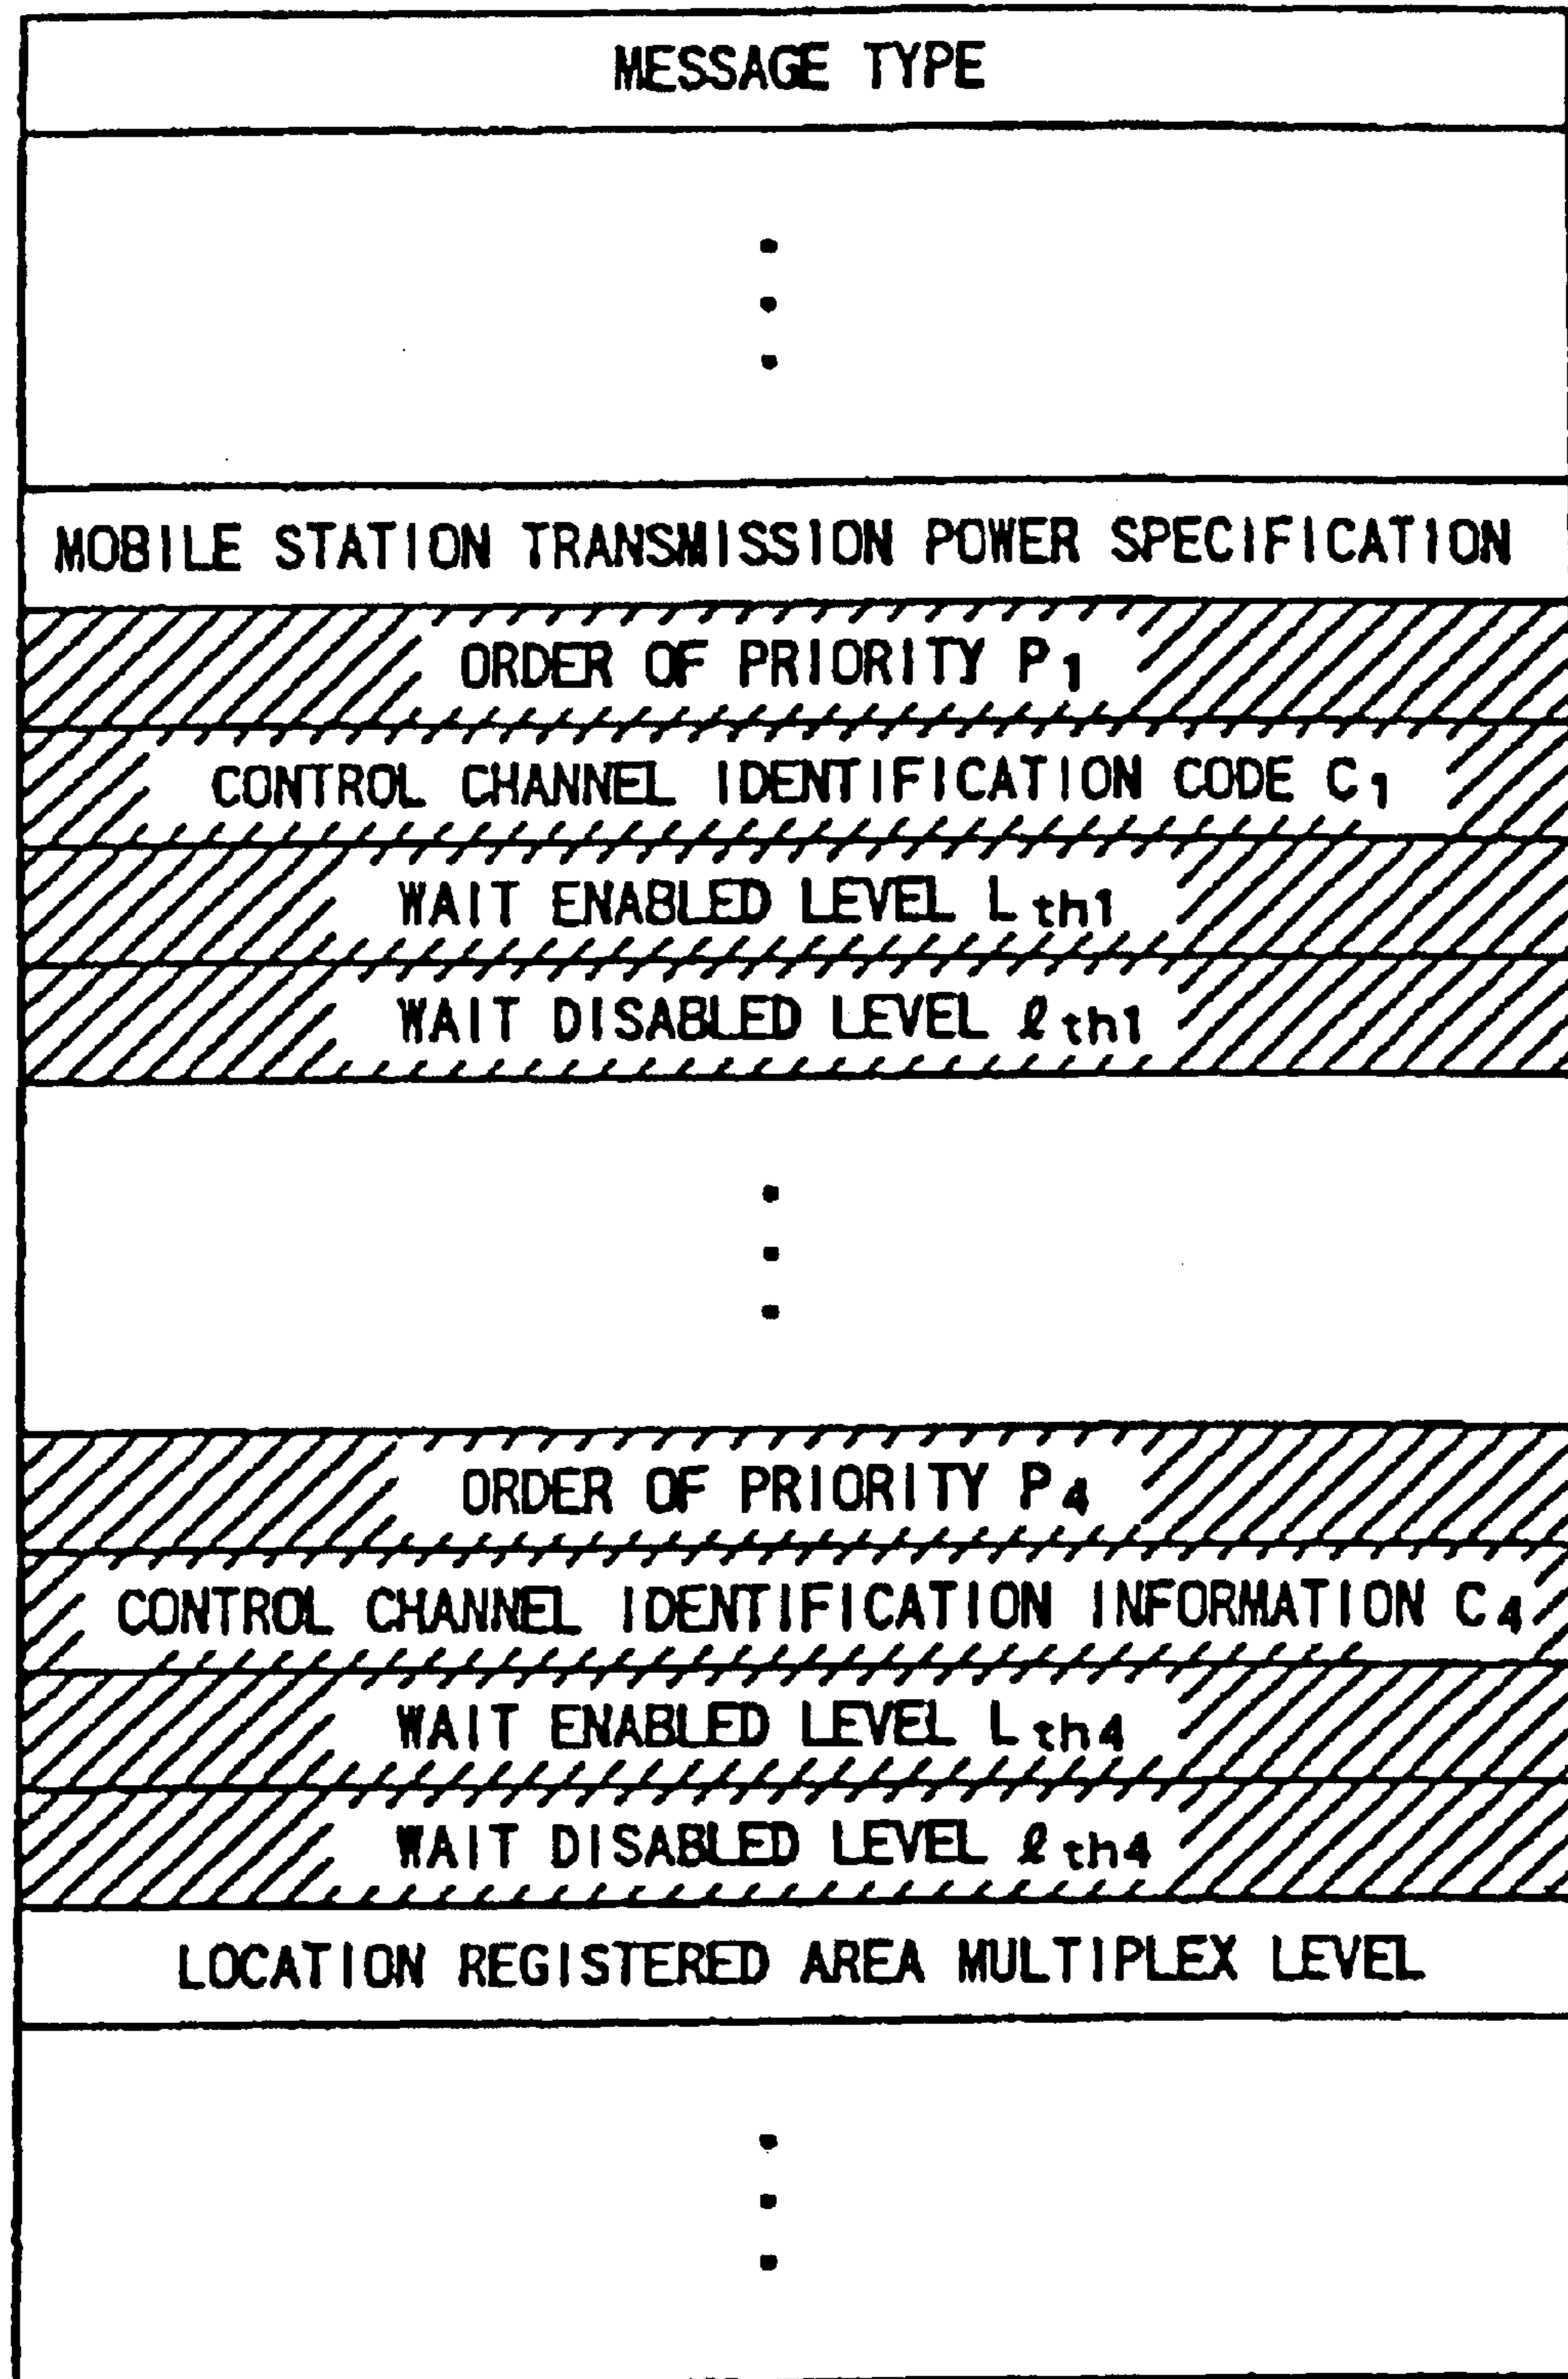 MESSAGE TYPE
MOBILE STATION TRANSMISSION POWER SPECIFICATION
ORDER OF PRIORITY P₁
CONTROL CHANNEL IDENTIFICATION CODE C₁
WAIT ENABLED LEVEL Lth1
WAIT DISABLED LEVEL ℓth1
ORDER OF PRIORITY P₄
CONTROL CHANNEL IDENTIFICATION INFORMATION C₄
WAIT ENABLED LEVEL Lth4
WAIT DISABLED LEVEL ℓth4
LOCATION REGISTERED AREA MULTIPLEX LEVEL